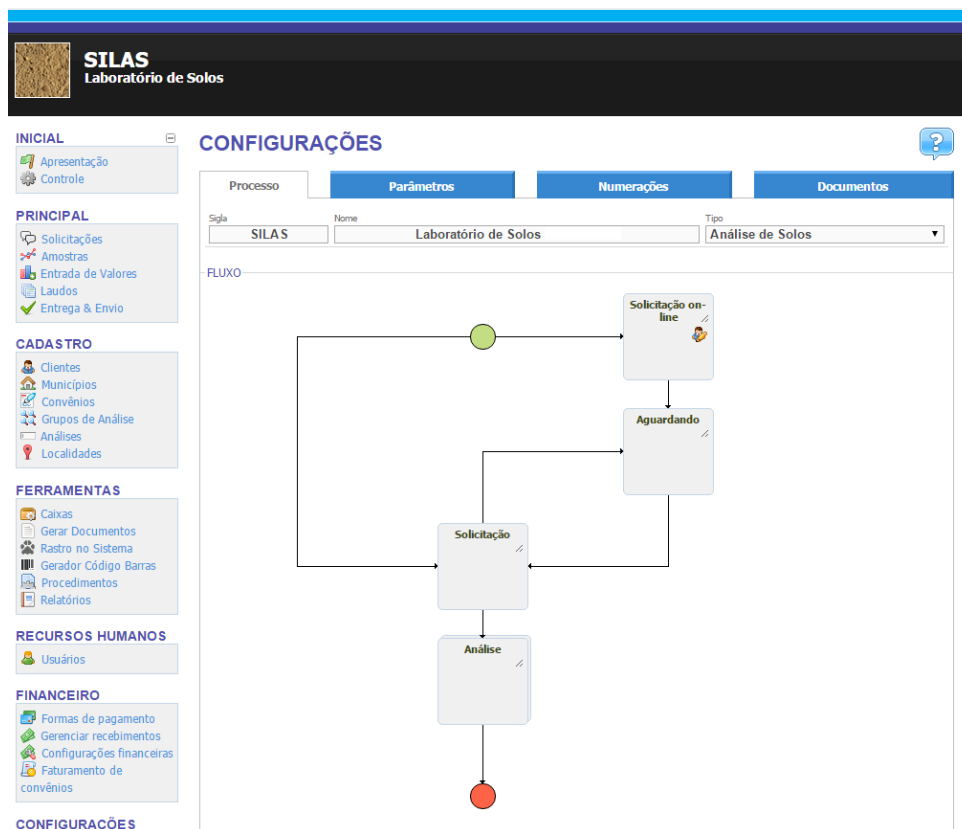 SILAS
Laboratório de Solos
INICIAL
Apresentação
Controle
PRINCIPAL
Solicitações
Amostras
Entrada de Valores
Laudos
Entrega & Envio
CADASTRO
Clientes
Municípios
Convênios
Grupos de Análise
Análises
Localidades
FERRAMENTAS
Caixas
Gerar Documentos
Rastro no Sistema
Gerador Código Barras
Procedimentos
Relatórios
RECURSOS HUMANOS
Usuários
FINANCEIRO
Formas de pagamento
Gerenciar recebimentos
Configurações financeiras
Faturamento de
convênios
CONFIGURAÇÕES
CONFIGURAÇÕES
?
Processo Parâmetros Numerações Documentos
Sigla Nome Tipo
SILAS Laboratório de Solos Análise de Solos
FLUXO
Solicitação on-
line
Aguardando
Solicitação
Análise